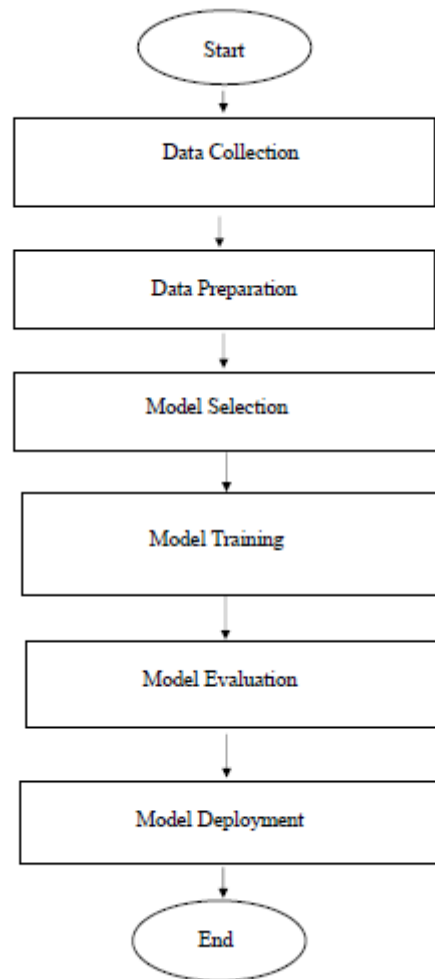 Start
Data Collection
Data Preparation
Model Selection
Model Training
Model Evaluation
Model Deployment
End